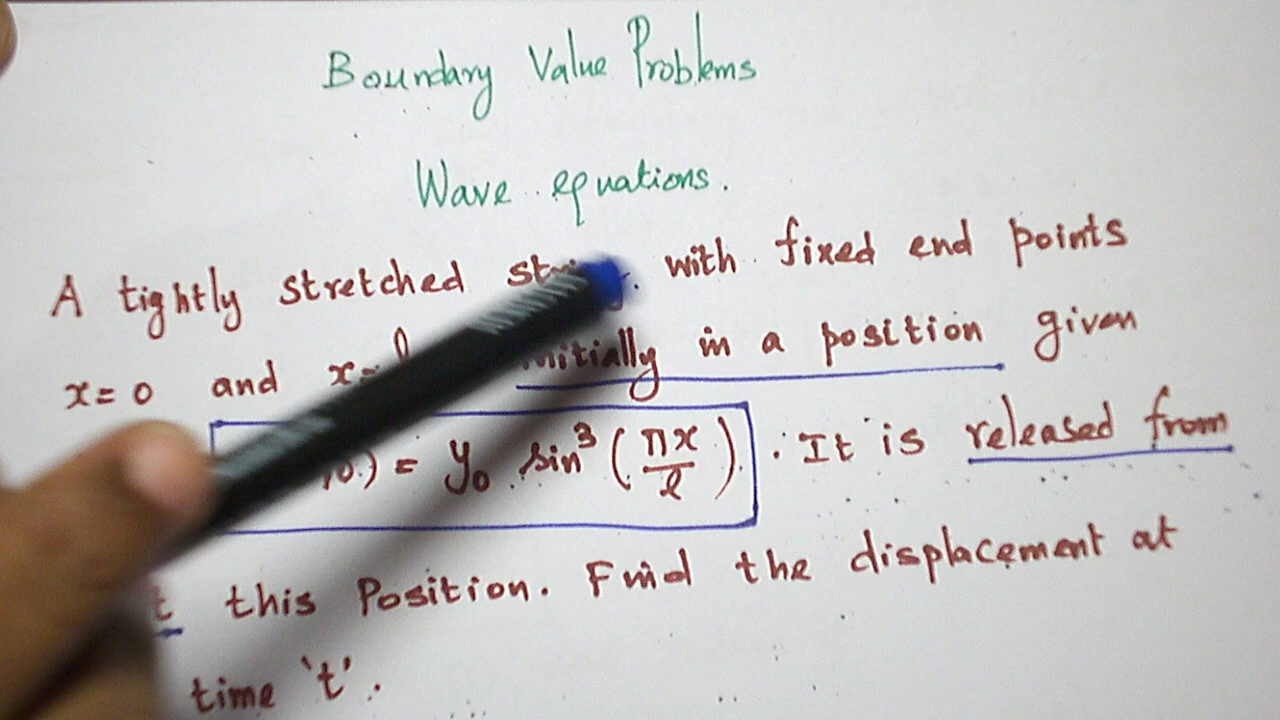 Boundary Value Problems
Wave equations.
A tightly stretched with fixed end points
x=0 and x= initially in a position given
0) = y₀ sin³ (πx/l). It is released from
this Position. Find the displacement at
time 't'.